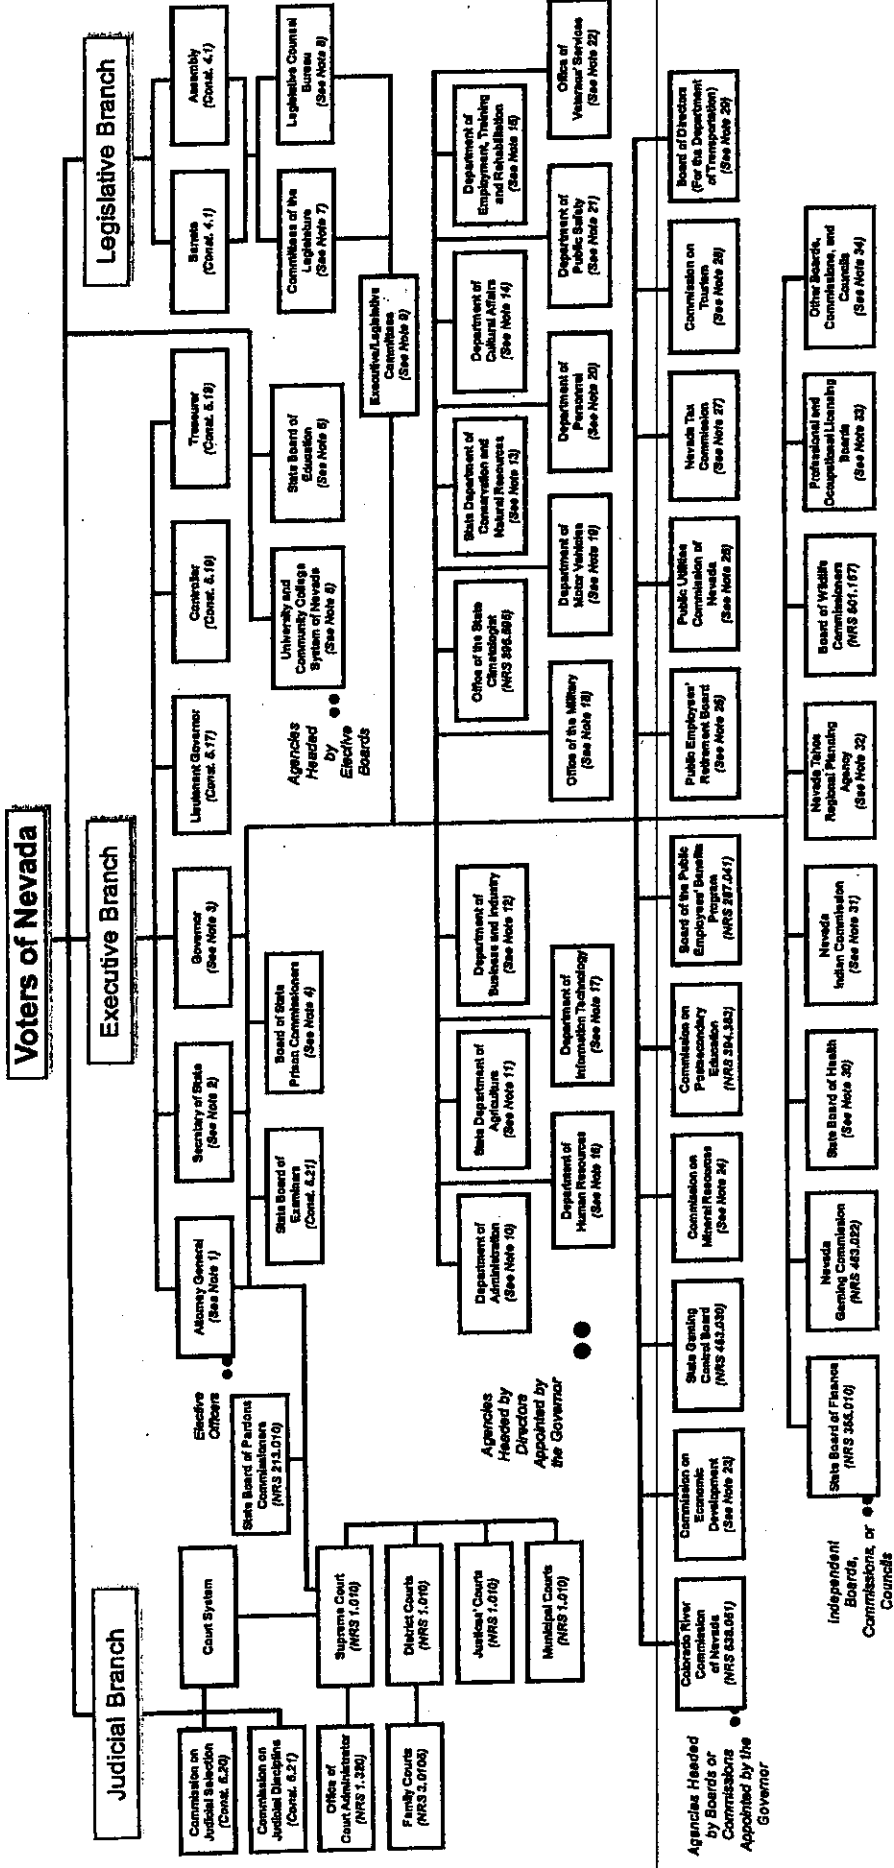 Voters of Nevada
Judicial Branch
Executive Branch
Legislative Branch
Commission on
Judicial Selection
(Const. 6.20)
Court System
Commission on
Judicial Discipline
(Const. 6.21)
Office of
Court Administrator
(NRS 1.320)
Supreme Court
(NRS 1.010)
Family Courts
(NRS 3.0105)
District Courts
(NRS 1.010)
Justices' Courts
(NRS 1.010)
Municipal Courts
(NRS 1.010)
State Board of Pardons
Commissioners
(NRS 213.010)
Elective
Officers
Attorney General
(See Note 1)
Secretary of State
(See Note 2)
Governor
(See Note 3)
Lieutenant Governor
(Const. 5.17)
Controller
(Const. 5.19)
Treasurer
(Const. 5.19)
Senate
(Const. 4.1)
Assembly
(Const. 4.1)
State Board of
Examiners
(Const. 5.21)
Board of State
Prison Commissioners
(See Note 4)
Agencies
Headed
by
Elective
Boards
University and
Community College
System of Nevada
(See Note 5)
State Board of
Education
(See Note 6)
Committees of the
Legislature
(See Note 7)
Legislative Counsel
Bureau
(See Note 8)
Executive/Legislative
Committees
(See Note 9)
Agencies
Headed by
Directors
Appointed by
the Governor
Department of
Administration
(See Note 10)
State Department of
Agriculture
(See Note 11)
Department of
Business and Industry
(See Note 12)
Office of the State
Climatologist
(NRS 396.595)
State Department of
Conservation and
Natural Resources
(See Note 13)
Department of
Cultural Affairs
(See Note 14)
Department of
Employment, Training
and Rehabilitation
(See Note 15)
Department of
Human Resources
(See Note 16)
Department of
Information Technology
(See Note 17)
Office of the Military
(See Note 18)
Department of
Motor Vehicles
(See Note 19)
Department of
Personnel
(See Note 20)
Department of
Public Safety
(See Note 21)
Office of
Veterans' Services
(See Note 22)
Agencies Headed
by Boards or
Commissions
Appointed by the
Governor
Colorado River
Commission
of Nevada
(NRS 538.051)
Commission on
Economic
Development
(See Note 23)
State Gaming
Control Board
(NRS 463.030)
Commission on
Mineral Resources
(See Note 24)
Commission on
Postsecondary
Education
(NRS 394.383)
Board of the Public
Employees' Benefits
Program
(NRS 287.041)
Public Employees'
Retirement Board
(See Note 25)
Public Utilities
Commission of
Nevada
(See Note 26)
Nevada Tax
Commission
(See Note 27)
Commission on
Tourism
(See Note 28)
Board of Directors
(For the Department
of Transportation)
(See Note 29)
Independent
Boards,
Commissions, or
Councils
State Board of Finance
(NRS 355.010)
Nevada
Gaming Commission
(NRS 463.022)
State Board of Health
(See Note 30)
Nevada
Indian Commission
(See Note 31)
Nevada Tahoe
Regional Planning
Agency
(See Note 32)
Board of Wildlife
Commissioners
(NRS 501.167)
Professional and
Occupational Licensing
Boards
(See Note 33)
Other Boards,
Commissions, and
Councils
(See Note 34)